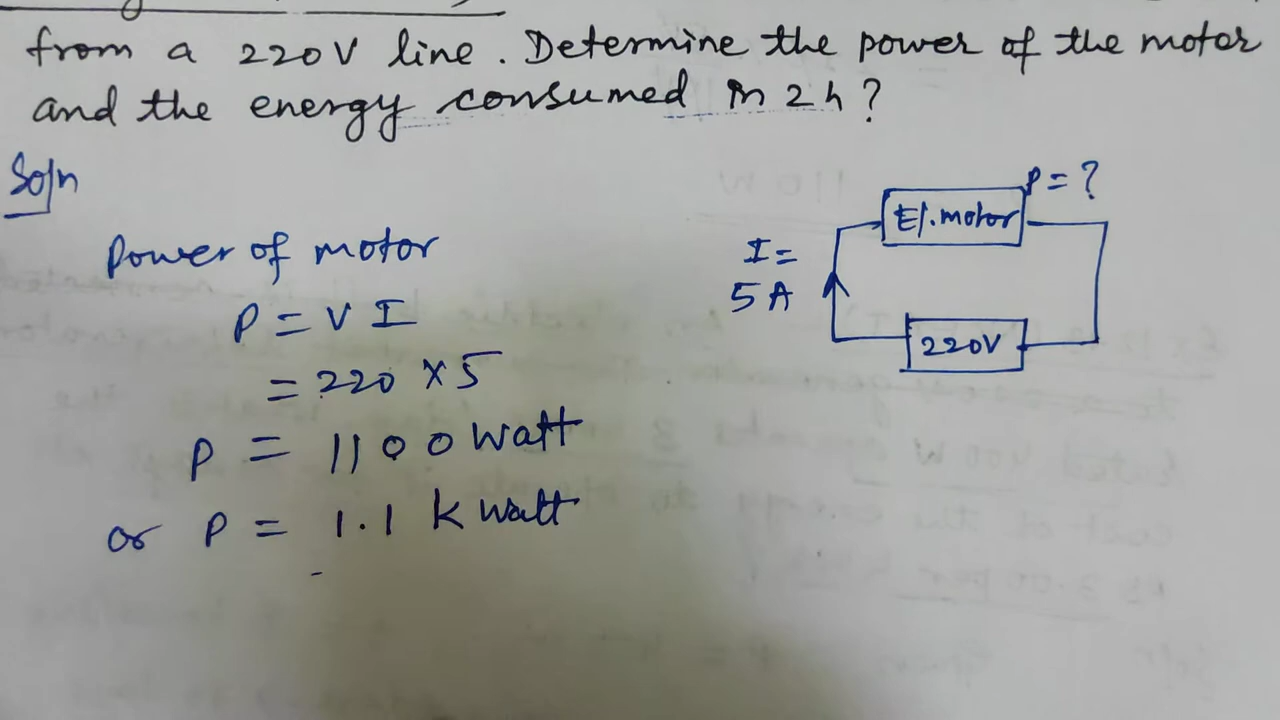 from a 220V line. Determine the power of the motor
and the energy consumed in 2h?
Soln
Power of motor
P = V I
= 220 × 5
P = 1100 watt
or P = 1.1 k watt
P = ?
El. motor
I =
5 A
220V